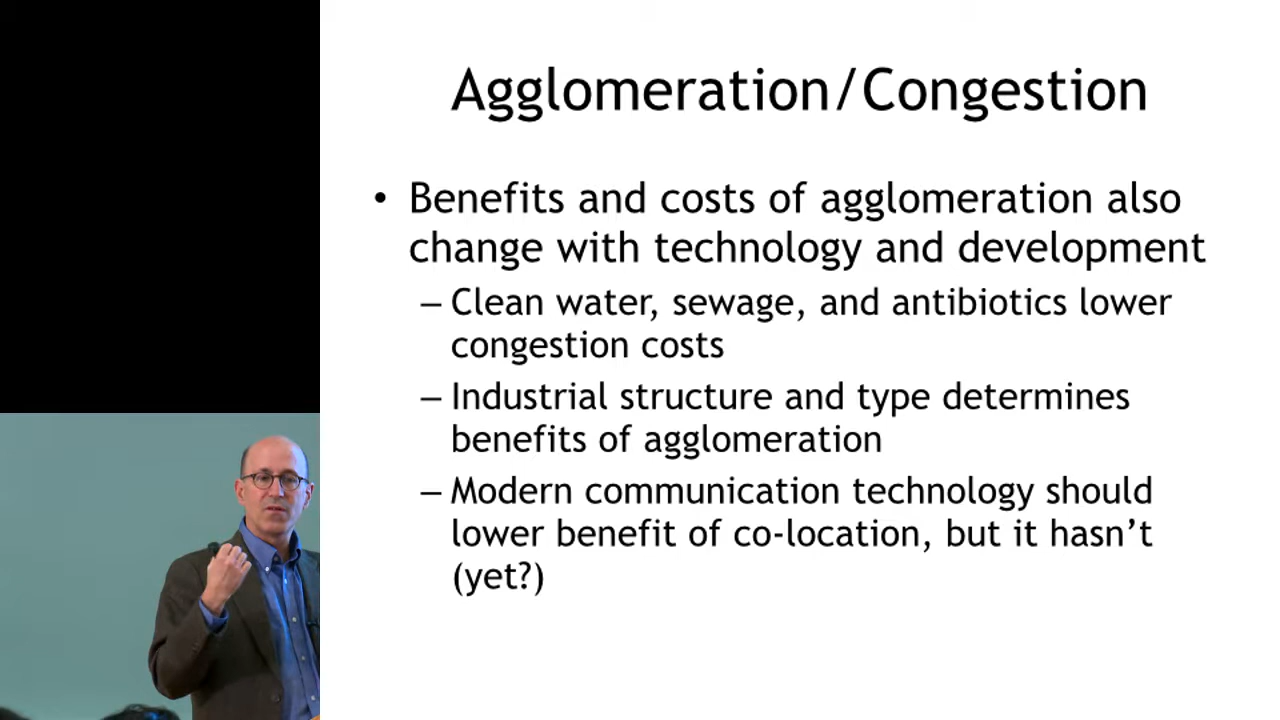 Agglomeration/Congestion
• Benefits and costs of agglomeration also
change with technology and development
– Clean water, sewage, and antibiotics lower
congestion costs
– Industrial structure and type determines
benefits of agglomeration
– Modern communication technology should
lower benefit of co-location, but it hasn’t
(yet?)